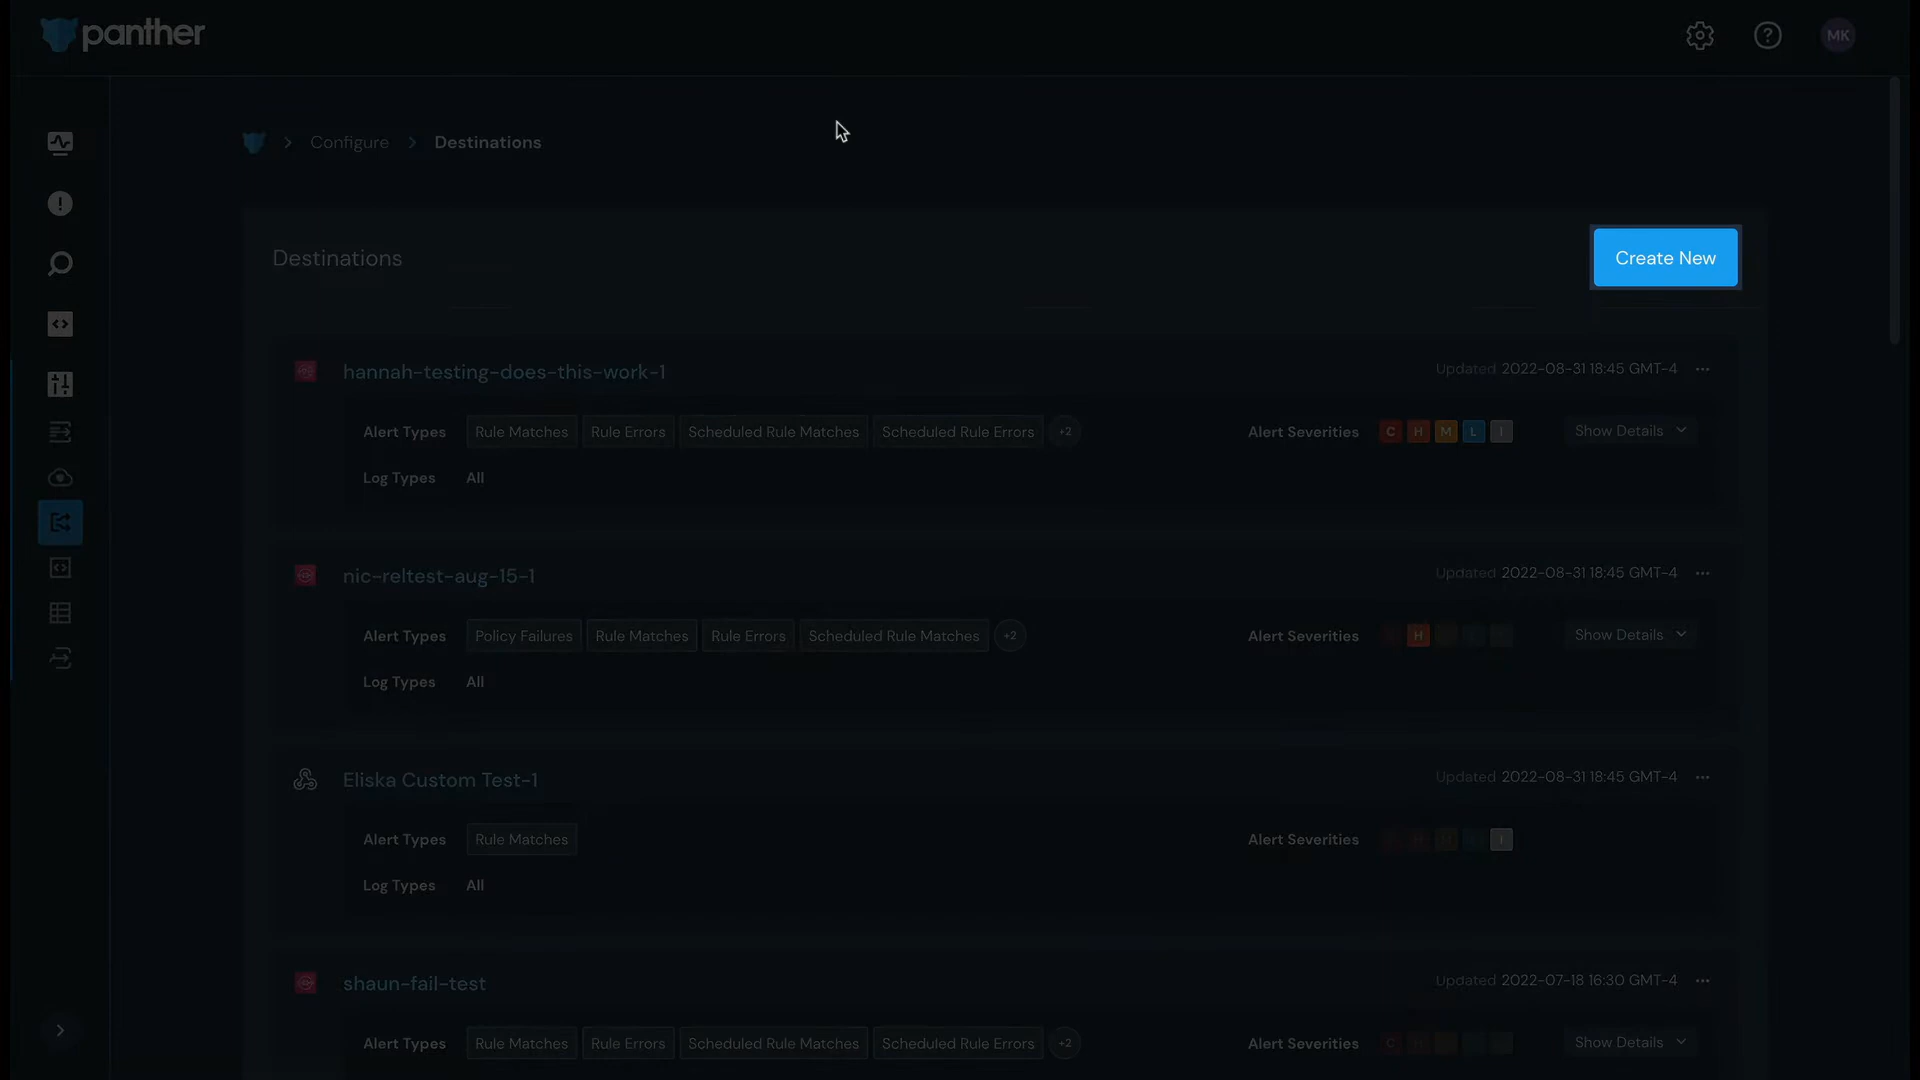 panther
MK
Configure
Destinations
Destinations
Create New
hannah-testing-does-this-work-1
Updated 2022-08-31 18:45 GMT-4
Alert Types Rule Matches Rule Errors Scheduled Rule Matches Scheduled Rule Errors +2
Alert Severities C H M L I
Show Details
Log Types All
nic-reltest-aug-15-1
Updated 2022-08-31 18:45 GMT-4
Alert Types Policy Failures Rule Matches Rule Errors Scheduled Rule Matches +2
Alert Severities H
Show Details
Log Types All
Eliska Custom Test-1
Updated 2022-08-31 18:45 GMT-4
Alert Types Rule Matches
Alert Severities I
Log Types All
shaun-fail-test
Updated 2022-07-18 16:30 GMT-4
Alert Types Rule Matches Rule Errors Scheduled Rule Matches Scheduled Rule Errors +2
Alert Severities C H
Show Details